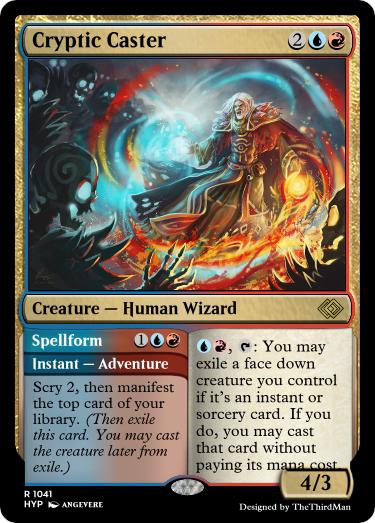 Cryptic Caster 2
Creature — Human Wizard
Spellform 1
Instant — Adventure
Scry 2, then manifest
the top card of your
library. (Then exile
this card. You may cast
the creature later from
exile.)
, : You may
exile a face down
creature you control
if it's an instant or
sorcery card. If you
do, you may cast
that card without
paying its mana cost
4/3
R 1041
HYP ANGEVERE
Designed by TheThirdMan